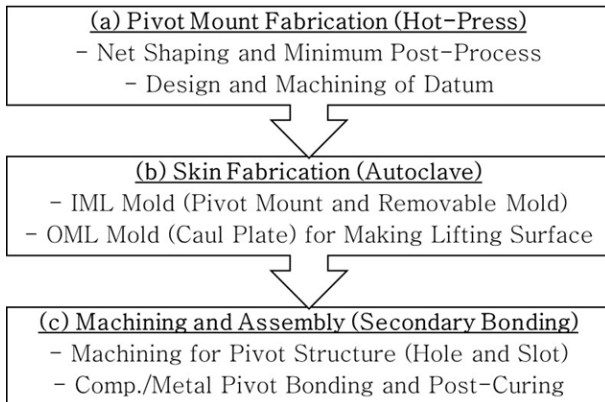 (a) Pivot Mount Fabrication (Hot-Press)
- Net Shaping and Minimum Post-Process
- Design and Machining of Datum
(b) Skin Fabrication (Autoclave)
- IML Mold (Pivot Mount and Removable Mold)
- OML Mold (Caul Plate) for Making Lifting Surface
(c) Machining and Assembly (Secondary Bonding)
- Machining for Pivot Structure (Hole and Slot)
- Comp./Metal Pivot Bonding and Post-Curing